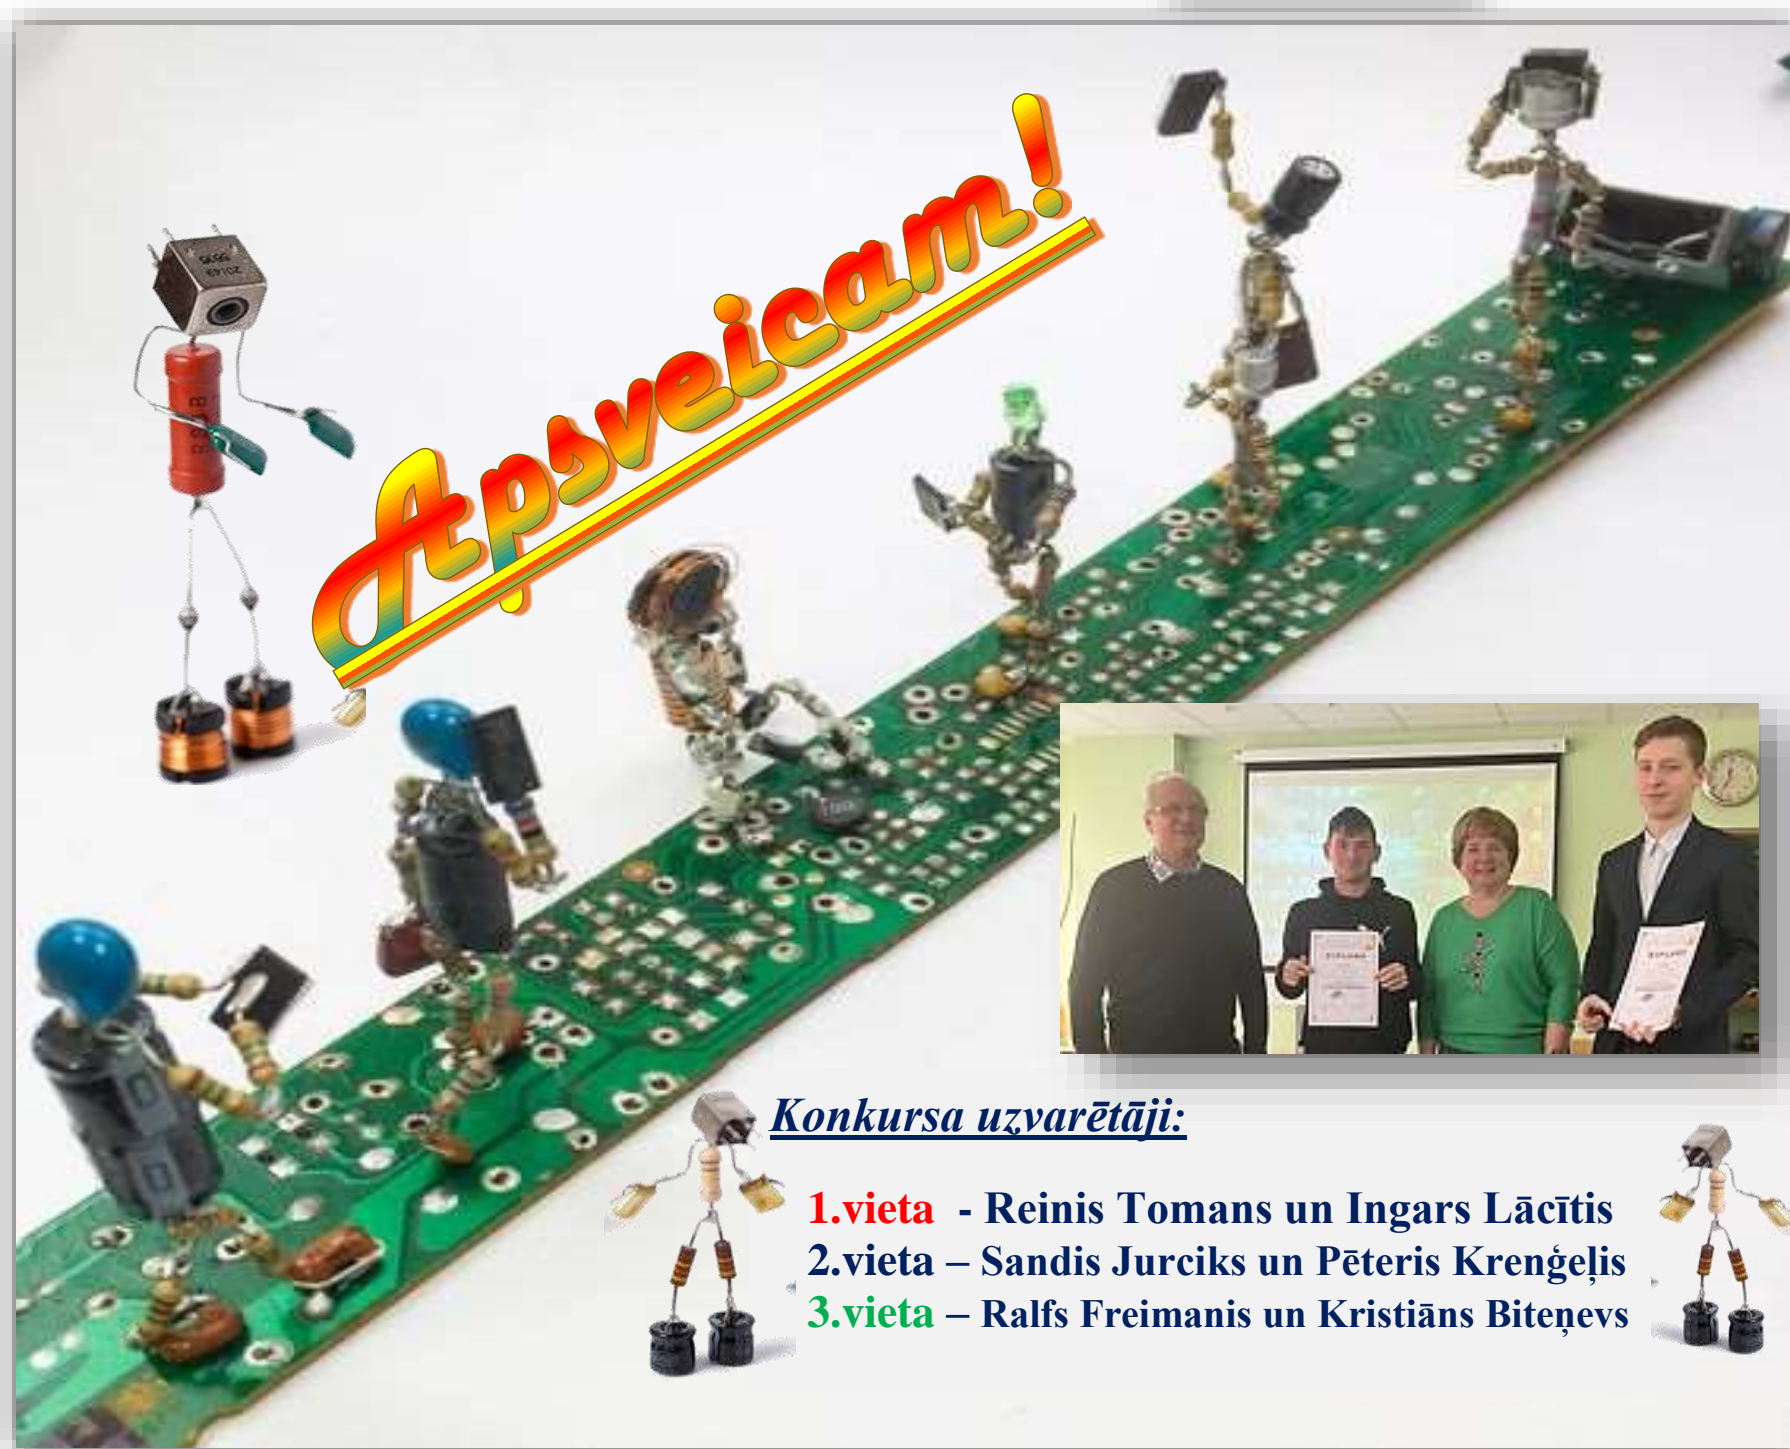 Apsveicam!
Konkursa uzvarētāji:
1.vieta - Reinis Tomans un Ingars Lācītis
2.vieta – Sandis Jurciks un Pēteris Krenģeļis
3.vieta – Ralfs Freimanis un Kristiāns Biteņevs